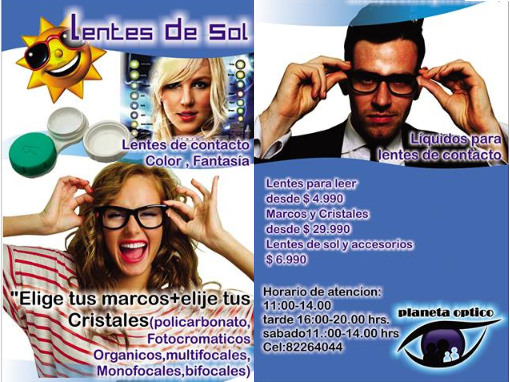 Lentes de Sol
Lentes de contacto
Color , Fantasía
"Elige tus marcos+elije tus
Cristales(policarbonato,
Fotocromaticos
Organicos,multifocales,
Monofocales,bifocales)
Líquidos para
lentes de contacto
Lentes para leer
desde $ 4.990
Marcos y Cristales
desde $ 29.990
Lentes de sol y accesorios
$ 6.990
Horario de atencion:
11:00-14.00
tarde 16:00-20.00 hrs.
sabado11.:00-14.00 hrs
Cel:82264044
planeta optico